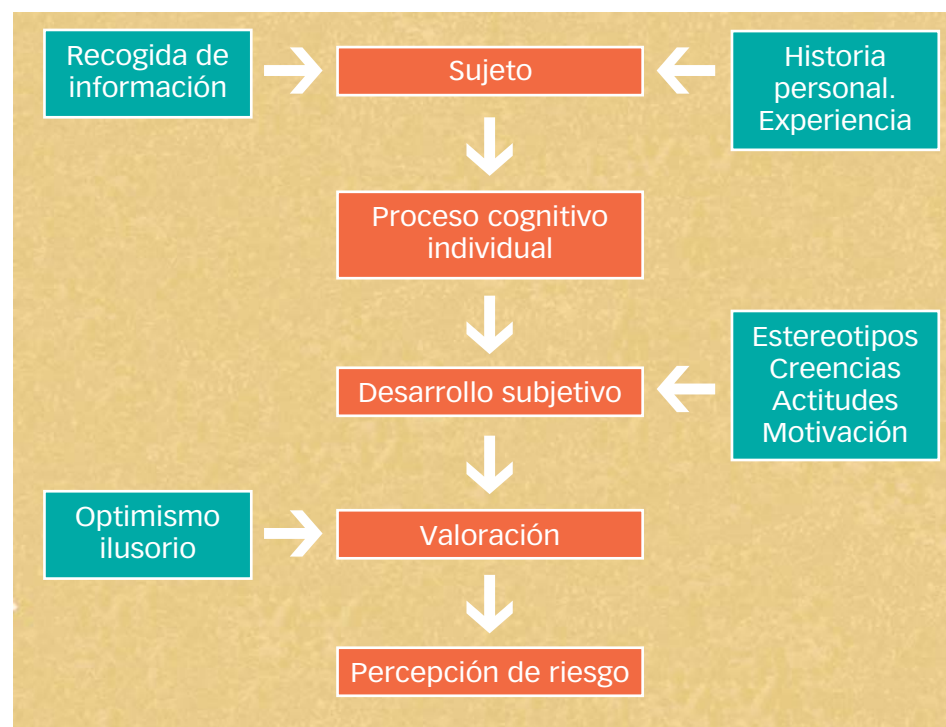 Recogida de
información
Sujeto
Historia
personal.
Experiencia
Proceso cognitivo
individual
Desarrollo subjetivo
Estereotipos
Creencias
Actitudes
Motivación
Optimismo
ilusorio
Valoración
Percepción de riesgo